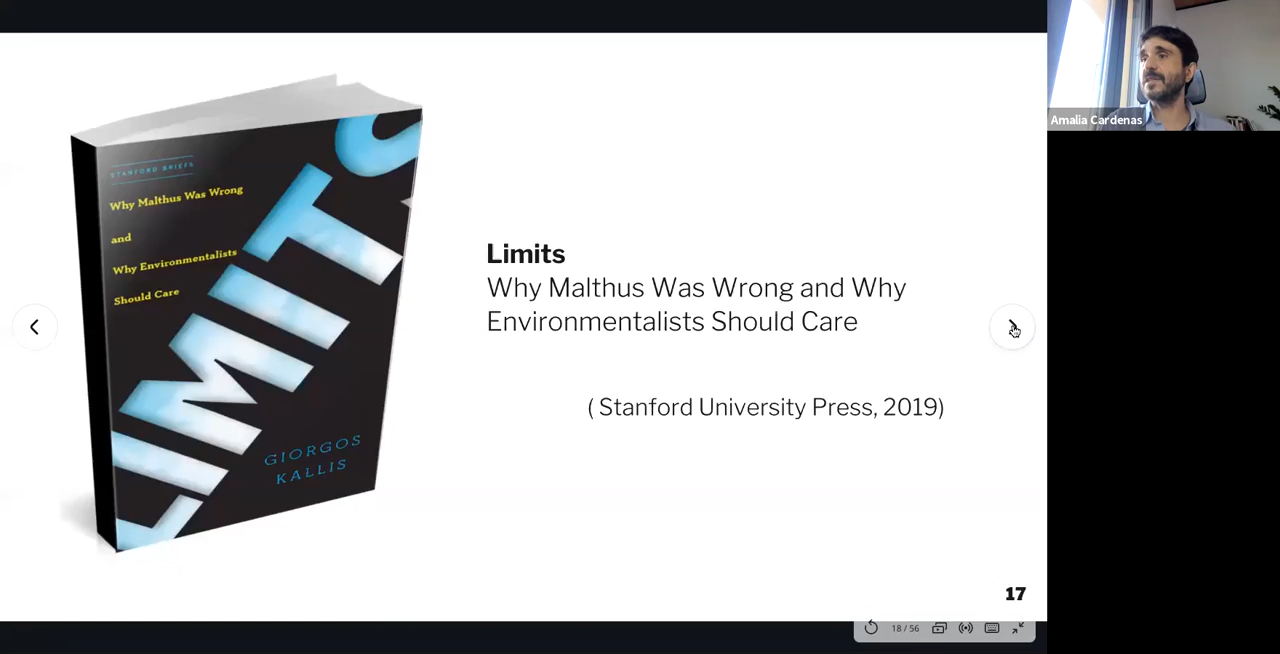 STANFORD BRIEFS
Why Malthus Was Wrong
and
Why Environmentalists
Should Care
LIMITS
GIORGOS
KALLIS
Limits
Why Malthus Was Wrong and Why
Environmentalists Should Care
( Stanford University Press, 2019)
17
18 / 56
Amalia Cardenas